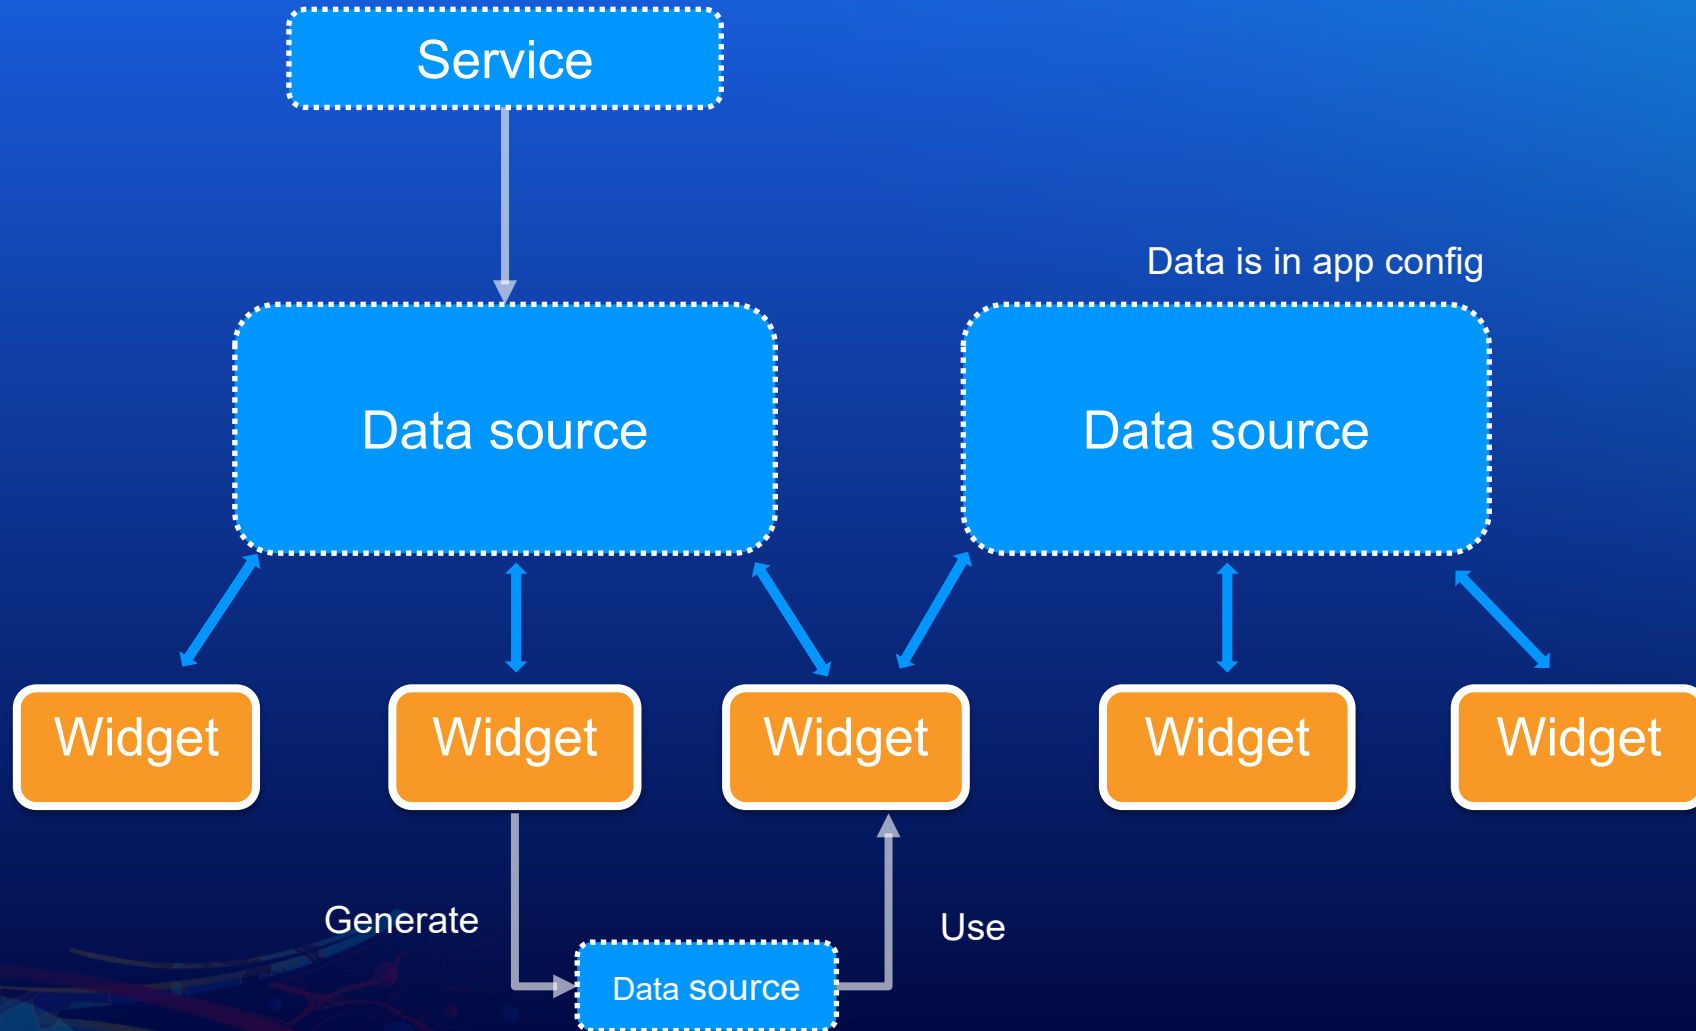 Service
Data is in app config
Data source
Data source
Widget
Widget
Widget
Widget
Widget
Generate
Use
Data source